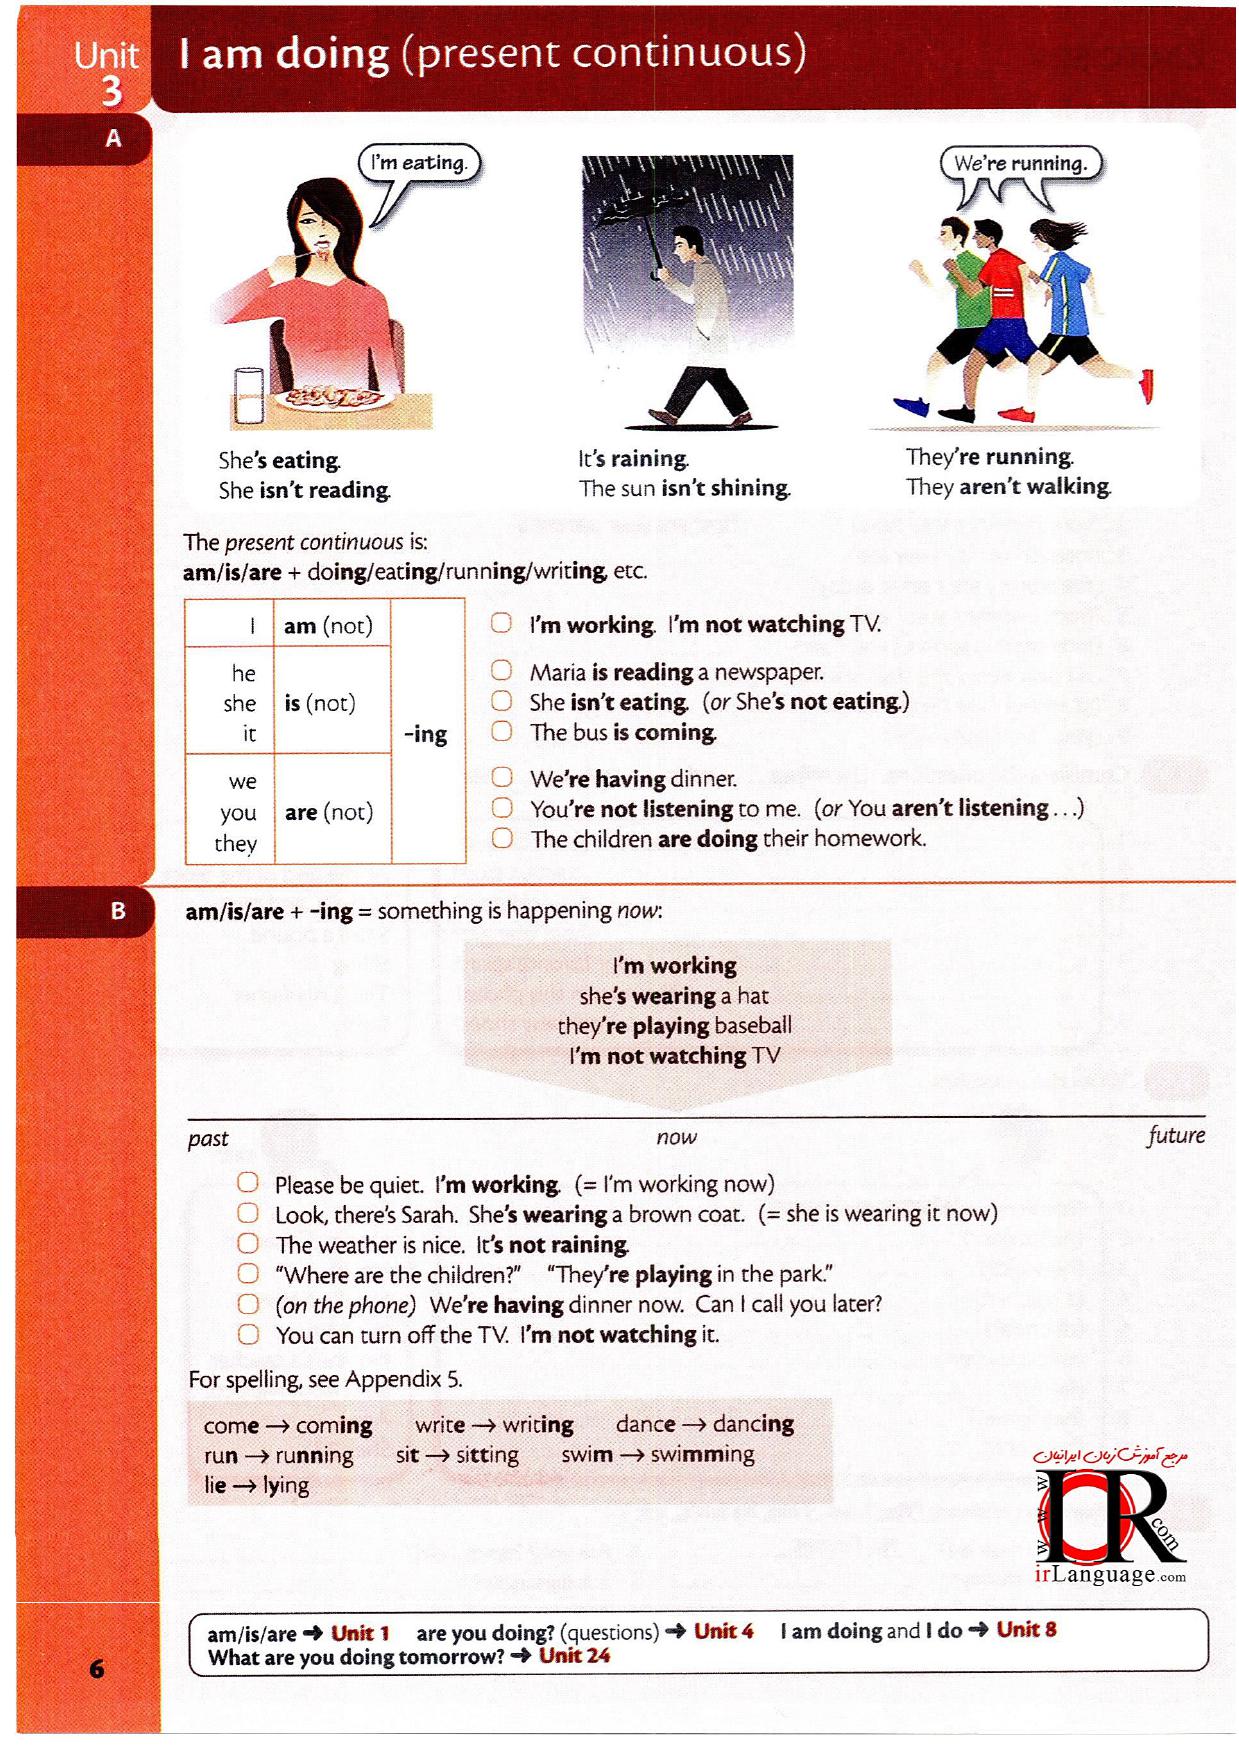 Unit
3
I am doing (present continuous)
A
I'm eating.
We're running.
She's eating.
She isn't reading.
It's raining.
The sun isn't shining.
They're running.
They aren't walking.
The present continuous is:
am/is/are + doing/eating/running/writing, etc.
I am (not)
he
she is (not)
it
-ing
we
you are (not)
they
I'm working. I'm not watching TV.
Maria is reading a newspaper.
She isn't eating. (or She's not eating.)
The bus is coming.
We're having dinner.
You're not listening to me. (or You aren't listening ...)
The children are doing their homework.
B
am/is/are + -ing = something is happening now:
I'm working
she's wearing a hat
they're playing baseball
I'm not watching TV
past now future
Please be quiet. I'm working. (= I'm working now)
Look, there's Sarah. She's wearing a brown coat. (= she is wearing it now)
The weather is nice. It's not raining.
"Where are the children?" "They're playing in the park."
(on the phone) We're having dinner now. Can I call you later?
You can turn off the TV. I'm not watching it.
For spelling, see Appendix 5.
come → coming write → writing dance → dancing
run → running sit → sitting swim → swimming
lie → lying
مرجع آموزش زبان ایرانیان
www
IR
.com
irLanguage.com
am/is/are → Unit 1 are you doing? (questions) → Unit 4 I am doing and I do → Unit 8
What are you doing tomorrow? → Unit 24
6